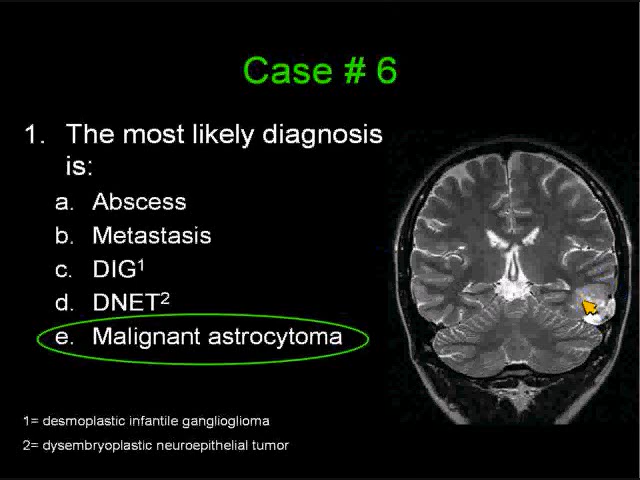 Case # 6
1. The most likely diagnosis
is:
a. Abscess
b. Metastasis
c. DIG¹
d. DNET²
e. Malignant astrocytoma
1= desmoplastic infantile ganglioglioma
2= dysembryoplastic neuroepithelial tumor